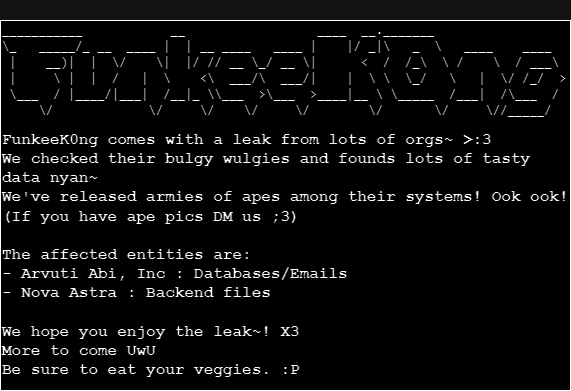 FunkeeK0ng
FunkeeK0ng comes with a leak from lots of orgs~ >:3
We checked their bulgy wulgies and founds lots of tasty
data nyan~
We've released armies of apes among their systems! Ook ook!
(If you have ape pics DM us ;3)
The affected entities are:
- Arvuti Abi, Inc : Databases/Emails
- Nova Astra : Backend files
We hope you enjoy the leak~! X3
More to come UwU
Be sure to eat your veggies. :P